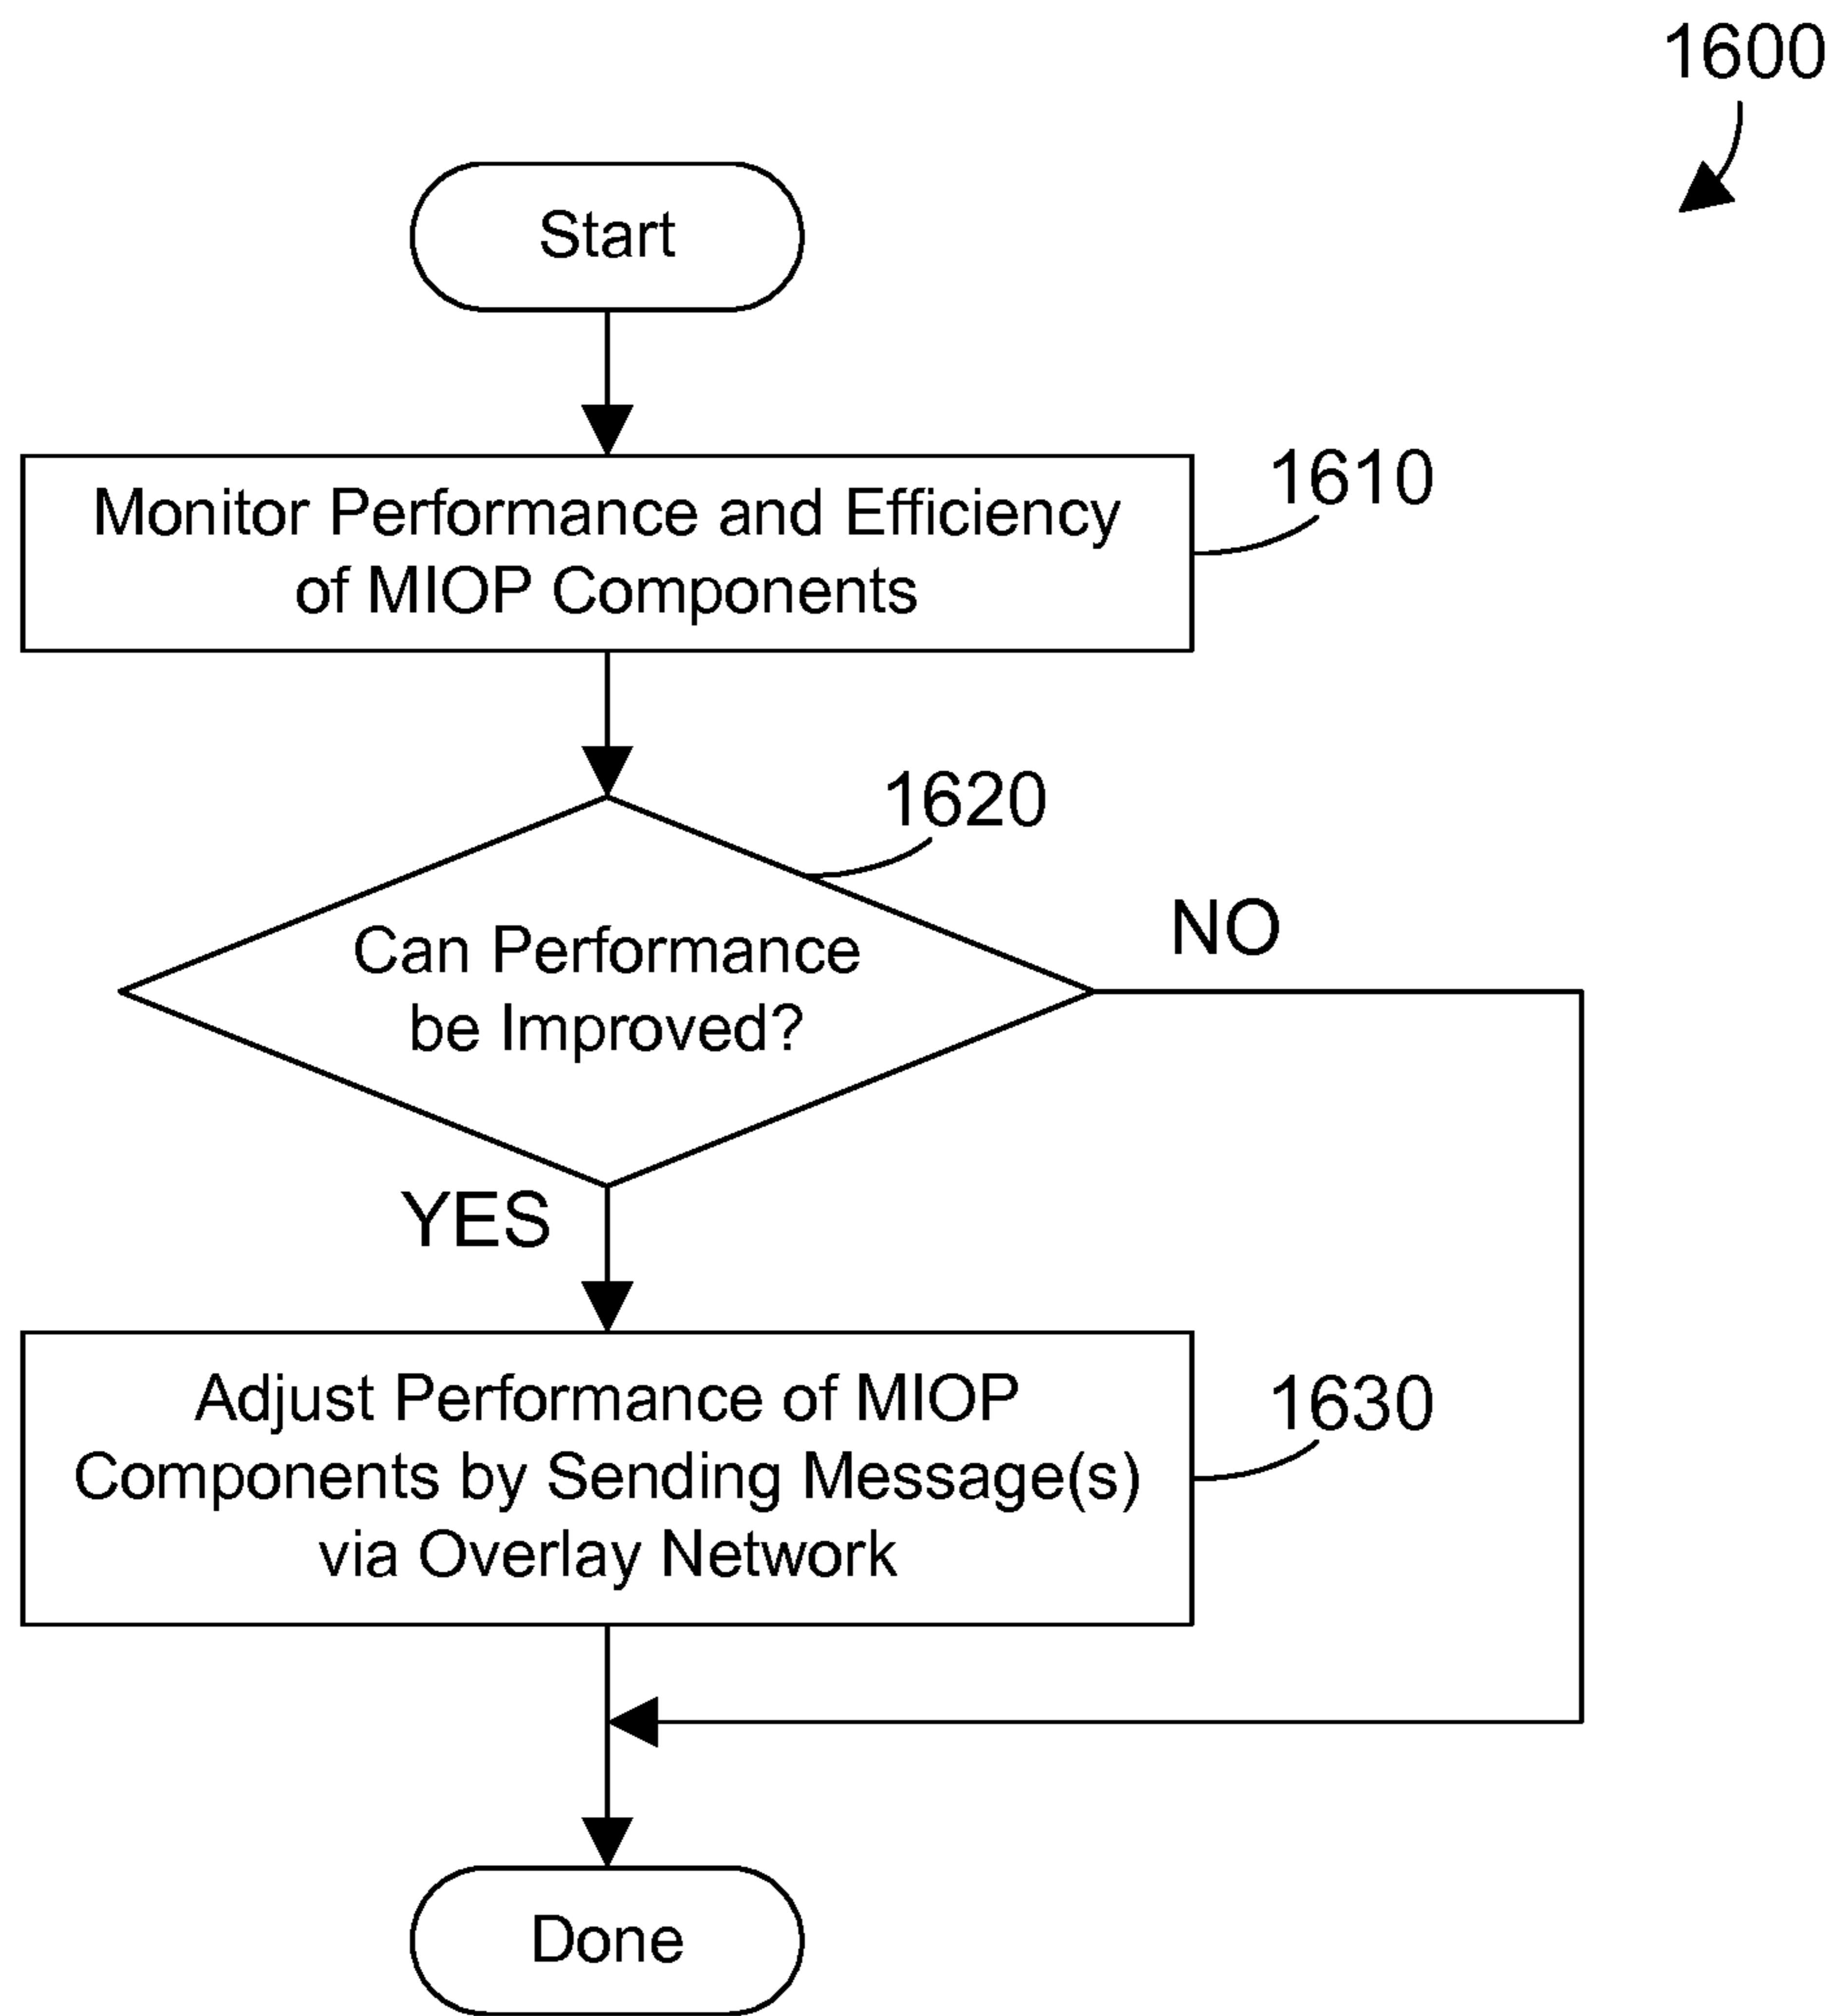 1600
Start
Monitor Performance and Efficiency
of MIOP Components
1610
1620
Can Performance
be Improved?
NO
YES
Adjust Performance of MIOP
Components by Sending Message(s)
via Overlay Network
1630
Done